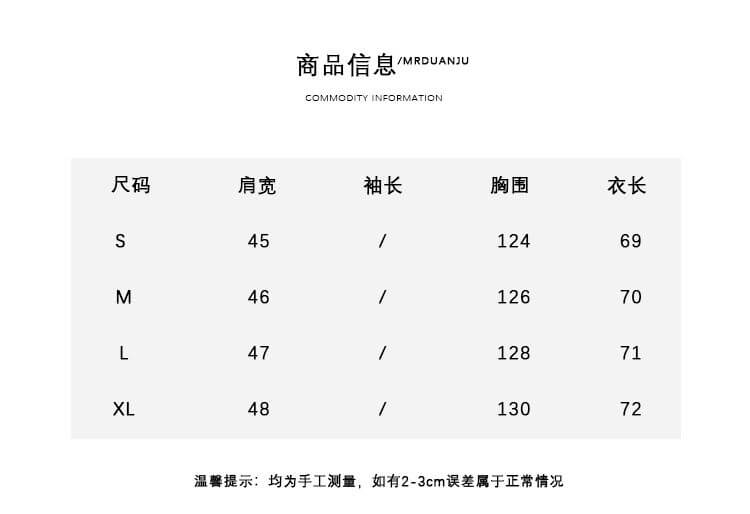 商品信息/MRDUANJU
COMMODITY INFORMATION
尺码 肩宽 袖长 胸围 衣长
S 45 / 124 69
M 46 / 126 70
L 47 / 128 71
XL 48 / 130 72
温馨提示：均为手工测量，如有2-3cm误差属于正常情况